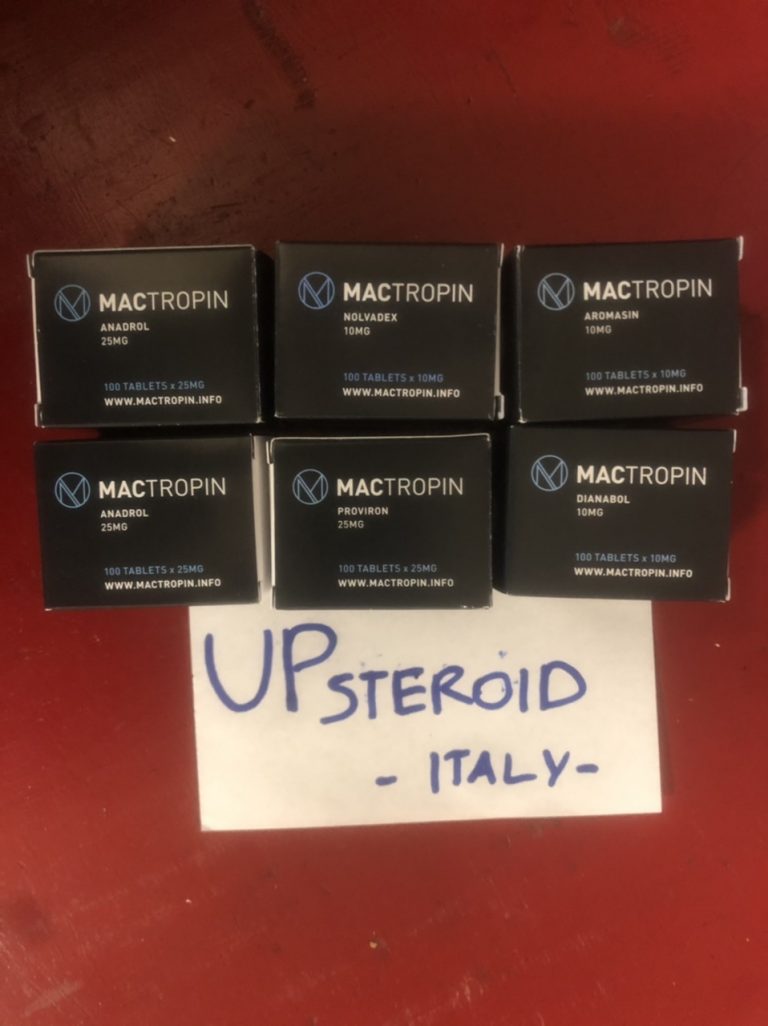 MACTROPIN
ANADROL
25MG
100 TABLETS x 25MG
WWW.MACTROPIN.INFO
MACTROPIN
NOLVADEX
10MG
100 TABLETS x 10MG
WWW.MACTROPIN.INFO
MACTROPIN
AROMASIN
10MG
100 TABLETS x 10MG
WWW.MACTROPIN.INFO
MACTROPIN
ANADROL
25MG
100 TABLETS x 25MG
WWW.MACTROPIN.INFO
MACTROPIN
PROVIRON
25MG
100 TABLETS x 25MG
WWW.MACTROPIN.INFO
MACTROPIN
DIANABOL
10MG
100 TABLETS x 10MG
WWW.MACTROPIN.INFO
UPSTEROID
- ITALY -